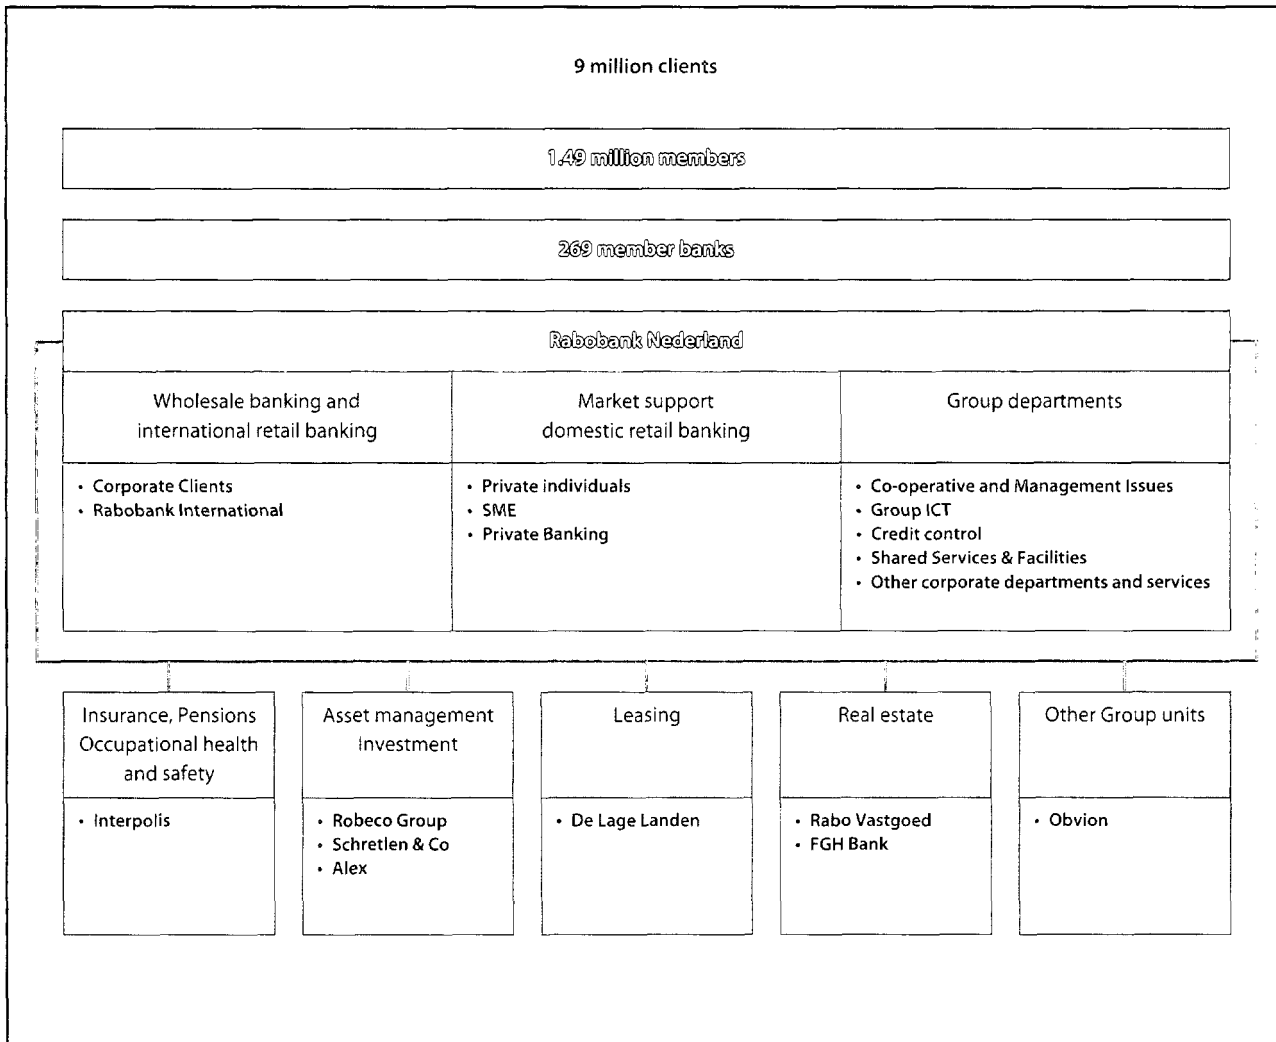 9 million clients
1.49 million members
269 member banks
Rabobank Nederland
Wholesale banking and
international retail banking
• Corporate Clients
• Rabobank International
Market support
domestic retail banking
• Private individuals
• SME
• Private Banking
Group departments
• Co-operative and Management Issues
• Group ICT
• Credit control
• Shared Services & Facilities
• Other corporate departments and services
Insurance, Pensions
Occupational health
and safety
• Interpolis
Asset management
Investment
• Robeco Group
• Schretlen & Co
• Alex
Leasing
• De Lage Landen
Real estate
• Rabo Vastgoed
• FGH Bank
Other Group units
• Obvion